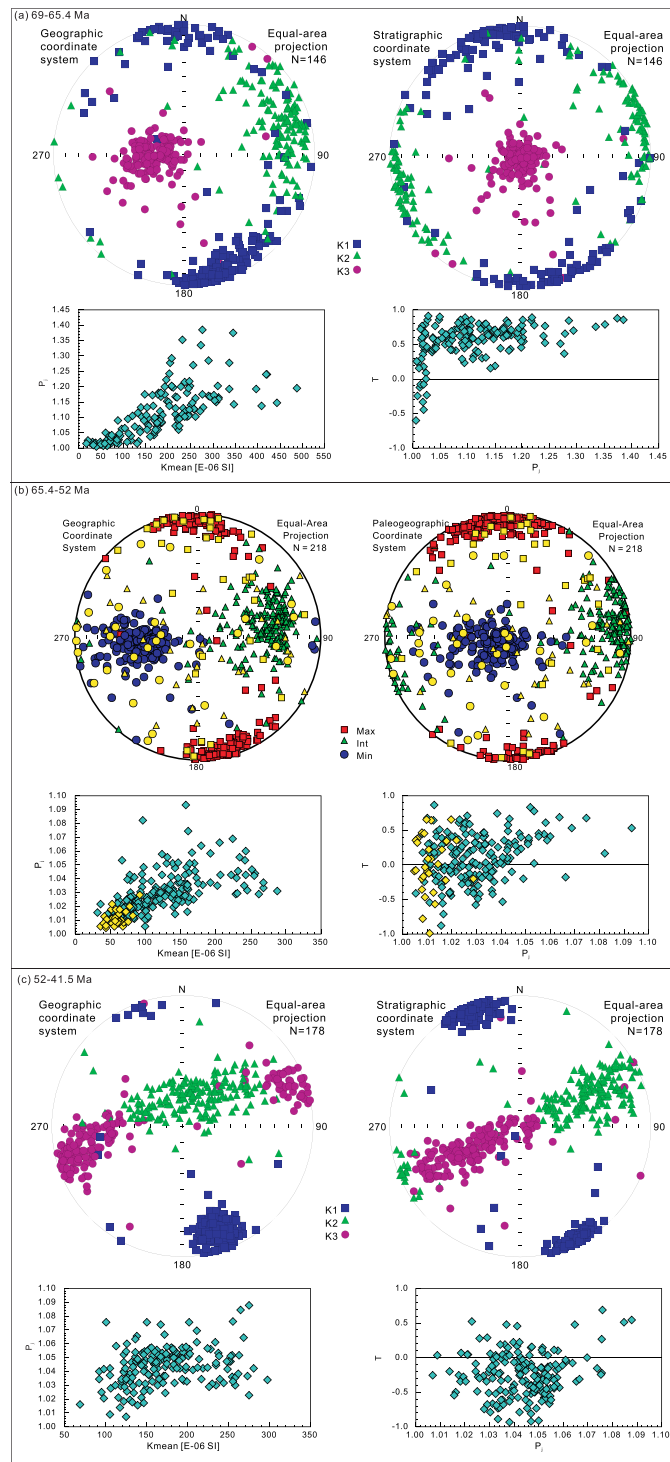 (a) 69-65.4 Ma
Geographic
coordinate
system
N
Equal-area
projection
N=146
270
90
180
Stratigraphic
coordinate
system
Equal-area
projection
N=146
270
90
180
K1
K2
K3
1.45
1.40
1.35
1.30
1.25
1.20
1.15
1.10
1.05
1.00
Pj
0 50 100 150 200 250 300 350 400 450 500 550
Kmean [E-06 SI]
1.0
0.5
0.0
-0.5
-1.0
T
1.00 1.05 1.10 1.15 1.20 1.25 1.30 1.35 1.40 1.45
Pj
(b) 65.4-52 Ma
Geographic
Coordinate
System
0
Equal-Area
Projection
N = 218
270
90
180
Paleogeographic
Coordinate
System
0
Equal-Area
Projection
N = 218
270
90
180
Max
Int
Min
1.10
1.09
1.08
1.07
1.06
1.05
1.04
1.03
1.02
1.01
1.00
Pj
0 50 100 150 200 250 300 350
Kmean [E-06 SI]
1.0
0.5
0.0
-0.5
-1.0
T
1.00 1.01 1.02 1.03 1.04 1.05 1.06 1.07 1.08 1.09 1.10
Pj
(c) 52-41.5 Ma
Geographic
coordinate
system
N
Equal-area
projection
N=178
270
90
180
Stratigraphic
coordinate
system
N
Equal-area
projection
N=178
270
90
180
K1
K2
K3
1.10
1.09
1.08
1.07
1.06
1.05
1.04
1.03
1.02
1.01
1.00
Pj
50 100 150 200 250 300 350
Kmean [E-06 SI]
1.0
0.5
0.0
-0.5
-1.0
T
1.00 1.01 1.02 1.03 1.04 1.05 1.06 1.07 1.08 1.09 1.10
Pj